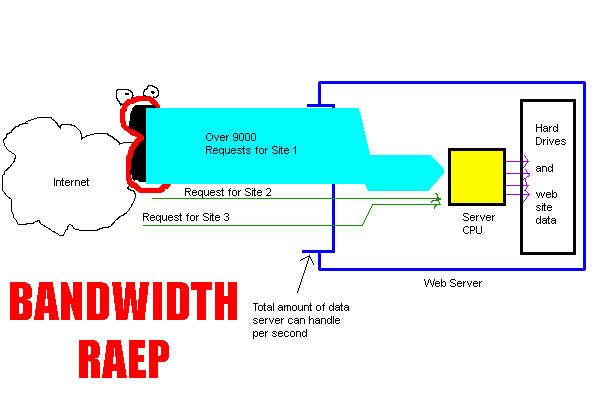 Over 9000
Requests for Site 1
Internet
Request for Site 2
Request for Site 3
Hard
Drives
and
web
site
data
Server
CPU
Web Server
Total amount of data
server can handle
per second
BANDWIDTH
RAEP